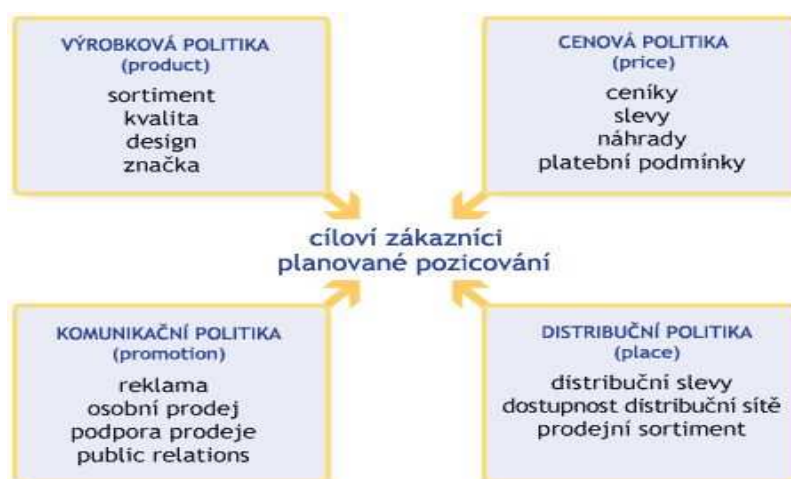 VÝROBKOVÁ POLITIKA
(product)
sortiment
kvalita
design
značka
CENOVÁ POLITIKA
(price)
ceníky
slevy
náhrady
platební podmínky
cíloví zákazníci
planované pozicování
KOMUNIKAČNÍ POLITIKA
(promotion)
reklama
osobní prodej
podpora prodeje
public relations
DISTRIBUČNÍ POLITIKA
(place)
distribuční slevy
dostupnost distribuční sítě
prodejní sortiment